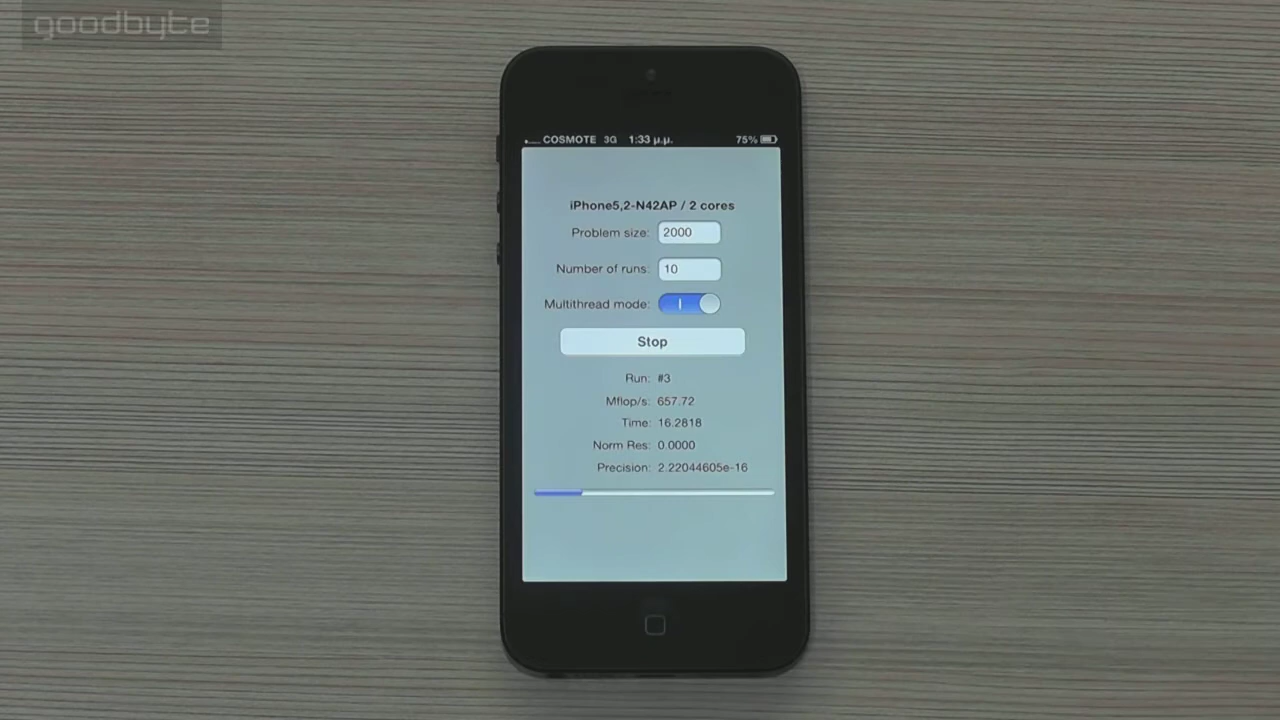 goodbyte
COSMOTE 3G 1:33 μ.μ. 75%
iPhone5,2-N42AP / 2 cores
Problem size: 2000
Number of runs: 10
Multithread mode:
Stop
Run: #3
Mflop/s: 657.72
Time: 16.2818
Norm Res: 0.0000
Precision: 2.22044605e-16